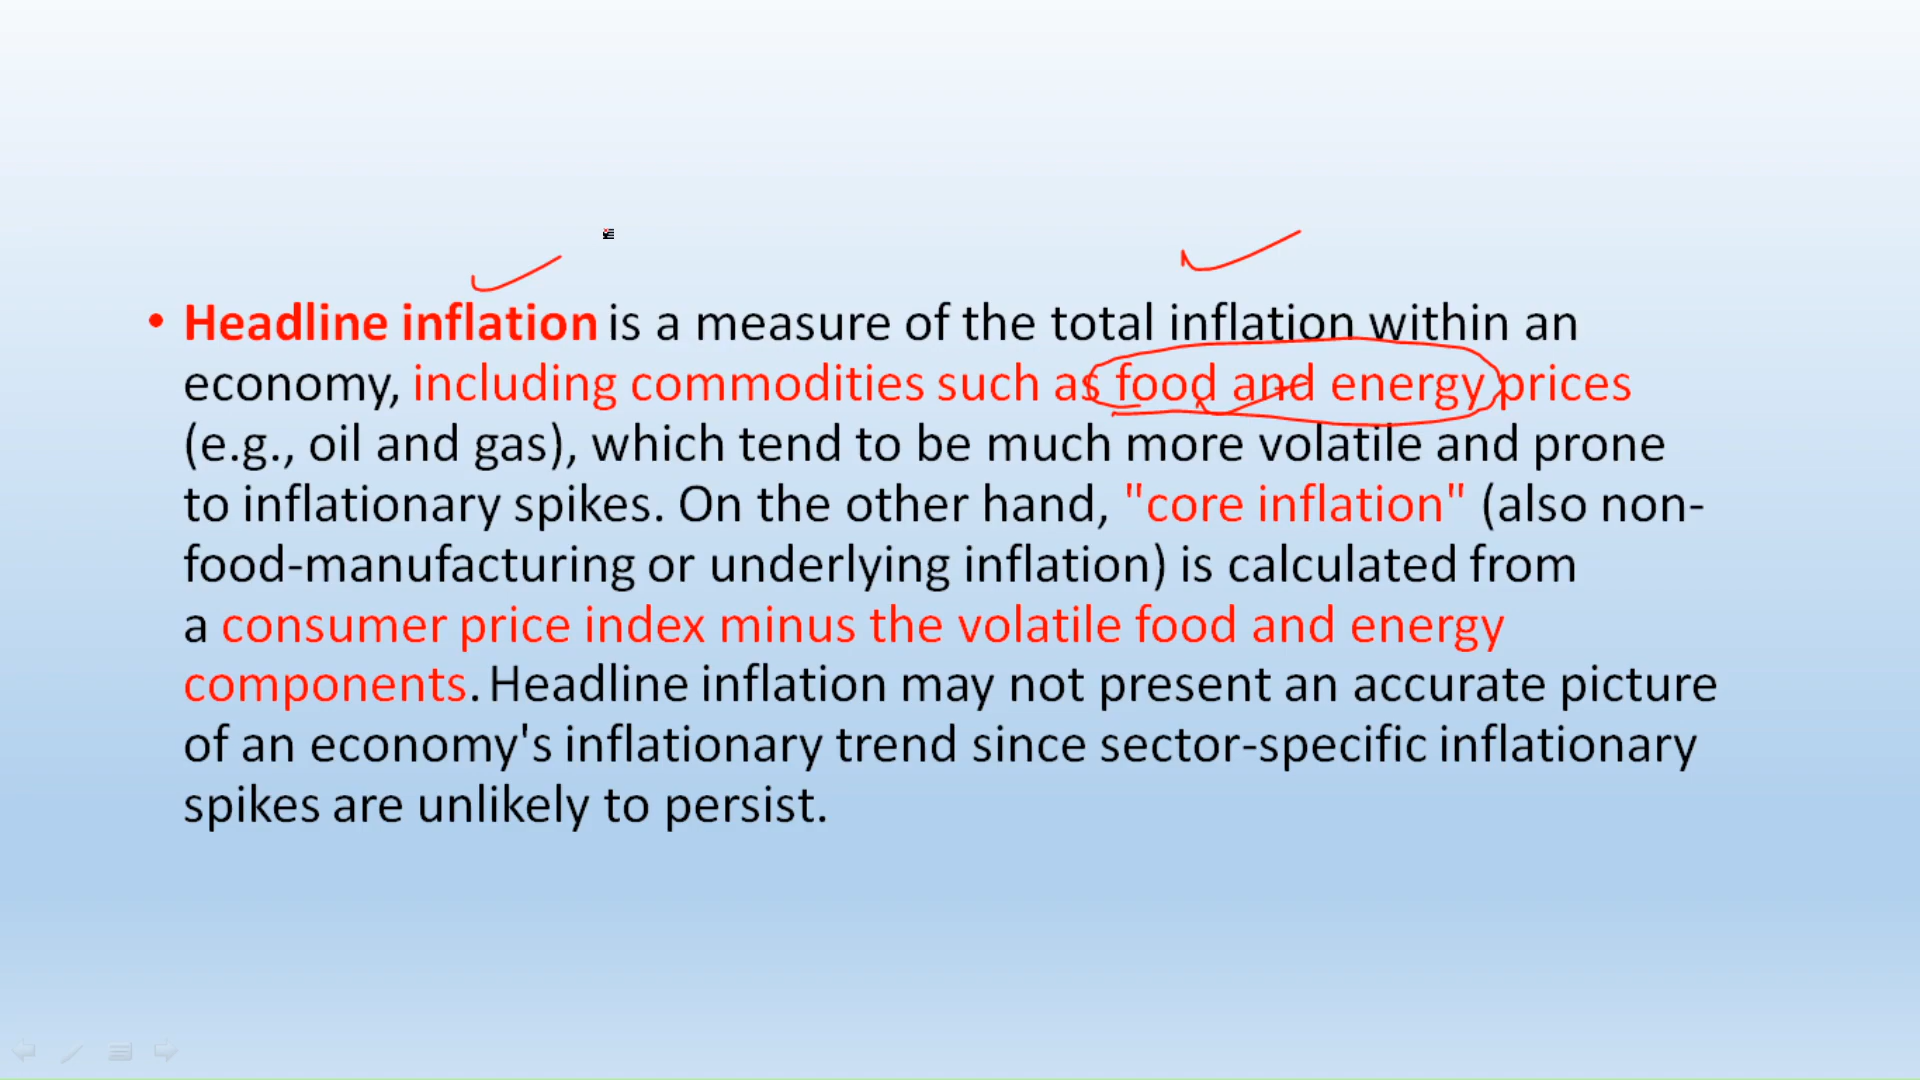 • Headline inflation is a measure of the total inflation within an
economy, including commodities such as food and energy prices
(e.g., oil and gas), which tend to be much more volatile and prone
to inflationary spikes. On the other hand, "core inflation" (also non-
food-manufacturing or underlying inflation) is calculated from
a consumer price index minus the volatile food and energy
components. Headline inflation may not present an accurate picture
of an economy's inflationary trend since sector-specific inflationary
spikes are unlikely to persist.